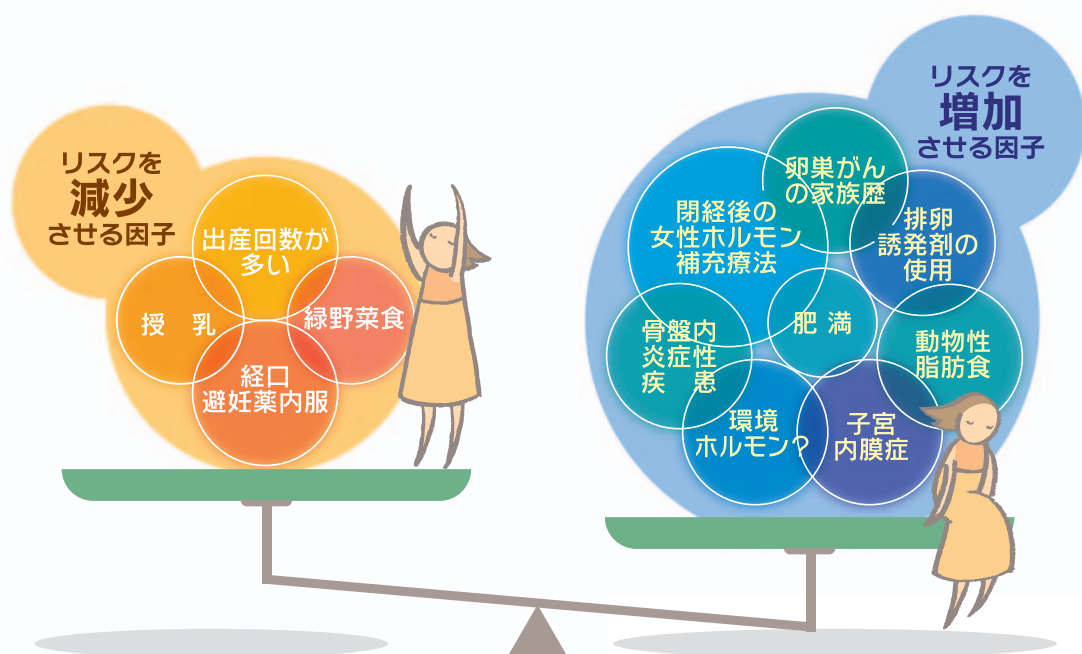 リスクを
減少
させる因子
出産回数が
多い
授　乳
緑野菜食
経口
避妊薬内服
リスクを
増加
させる因子
卵巣がん
の家族歴
閉経後の
女性ホルモン
補充療法
排卵
誘発剤の
使用
肥 満
骨盤内
炎症性
疾　患
動物性
脂肪食
環境
ホルモン?
子宮
内膜症